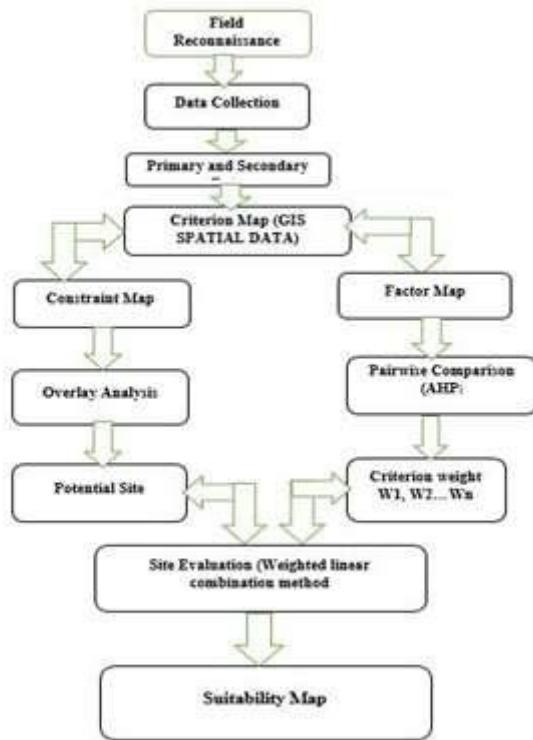 Field
Reconnaissance
Data Collection
Primary and Secondary
Criterion Map (GIS
SPATIAL DATA)
Constraint Map
Factor Map
Overlay Analysis
Pairwise Comparison
(AHP:
Potential Site
Criterion weight
W1, W2... Wn
Site Evaluation (Weighted linear
combination method
Suitability Map